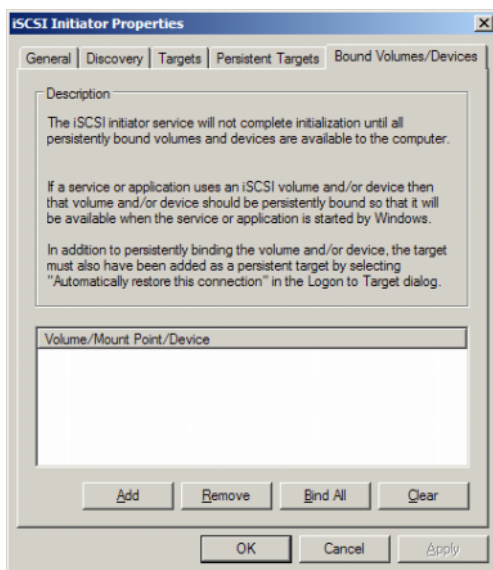 iSCSI Initiator Properties
General
Discovery
Targets
Persistent Targets
Bound Volumes/Devices
Description
The iSCSI initiator service will not complete initialization until all
persistently bound volumes and devices are available to the computer.
If a service or application uses an iSCSI volume and/or device then
that volume and/or device should be persistently bound so that it will
be available when the service or application is started by Windows.
In addition to persistently binding the volume and/or device, the target
must also have been added as a persistent target by selecting
"Automatically restore this connection" in the Logon to Target dialog.
Volume/Mount Point/Device
Add
Remove
Bind All
Clear
OK
Cancel
Apply